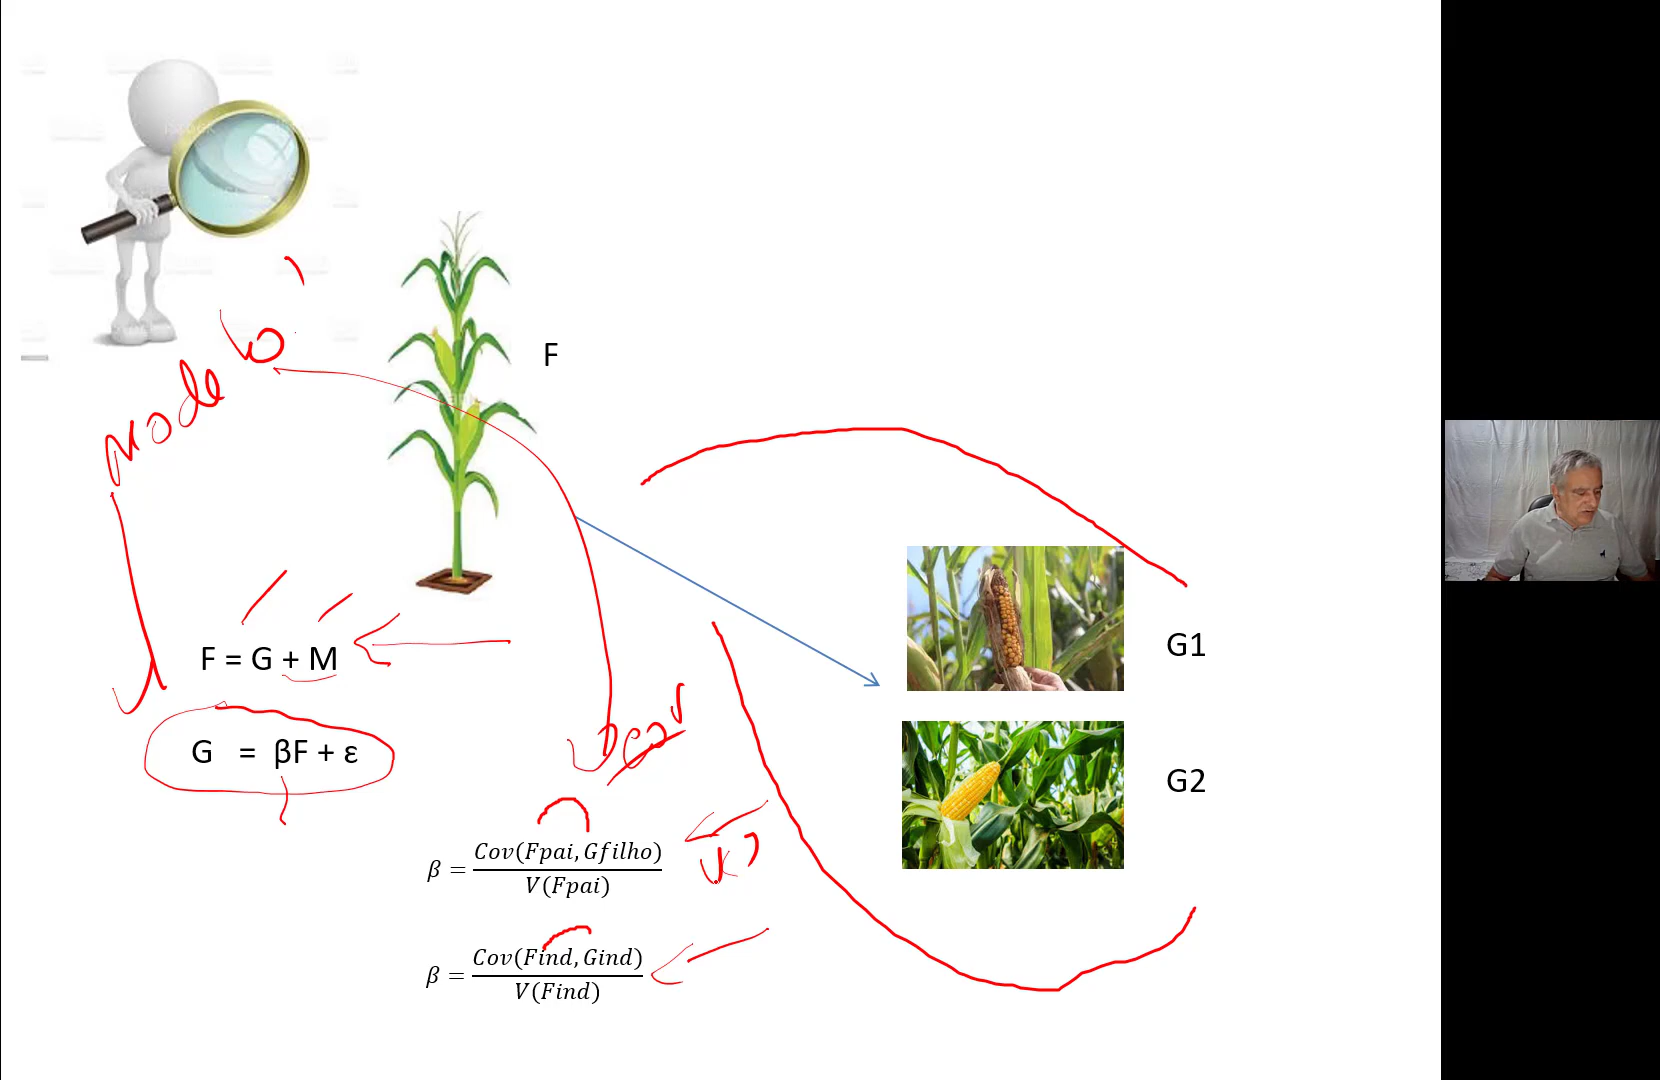 Modelo
F
F = G + M
G = βF + ε
β = Cov(Fpai, Gfilho) / V(Fpai)
β = Cov(Find, Gind) / V(Find)
G1
G2